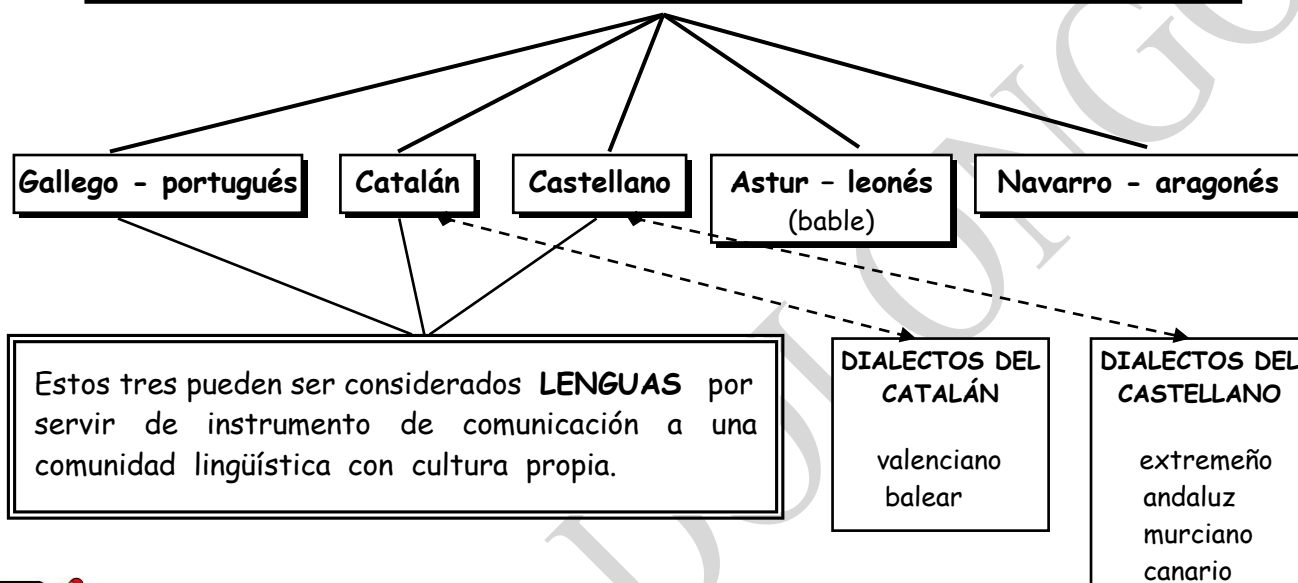 Gallego - portugués
Catalán
Castellano
Astur – leonés
(bable)
Navarro - aragonés
Estos tres pueden ser considerados LENGUAS por
servir de instrumento de comunicación a una
comunidad lingüística con cultura propia.
DIALECTOS DEL
CATALÁN
valenciano
balear
DIALECTOS DEL
CASTELLANO
extremeño
andaluz
murciano
canario